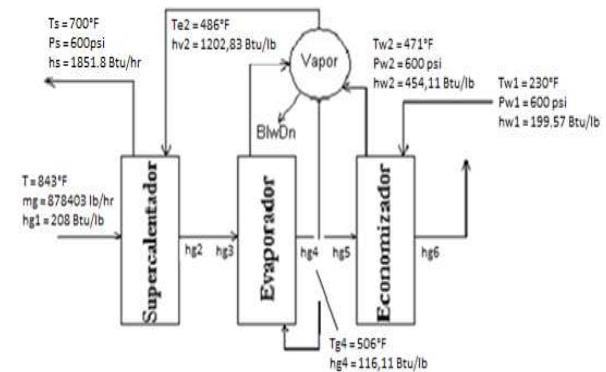 Ts = 700°F
Ps = 600psi
hs = 1851.8 Btu/hr
Te2 = 486°F
hv2 = 1202,83 Btu/lb
Vapor
Tw2 = 471°F
Pw2 = 600 psi
hw2 = 454,11 Btu/lb
Tw1 = 230°F
Pw1 = 600 psi
hw1 = 199.57 Btu/lb
BlwDn
T = 843°F
mg = 878403 lb/hr
hg1 = 208 Btu/lb
Supercalentador
hg2
hg3
Evaporador
hg4
hg5
Economizador
hg6
Tg4 = 506°F
hg4 = 116,11 Btu/lb